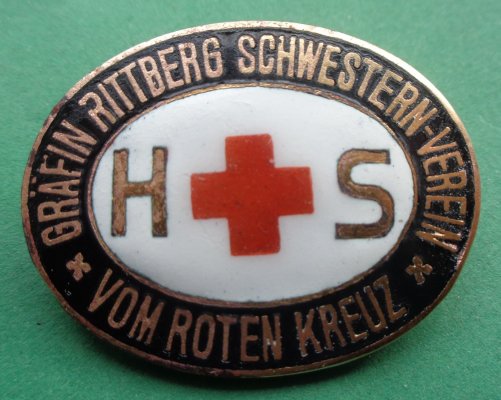 GRÄFIN RITTBERG SCHWESTERN-VEREIN
H S
VOM ROTEN KREUZ